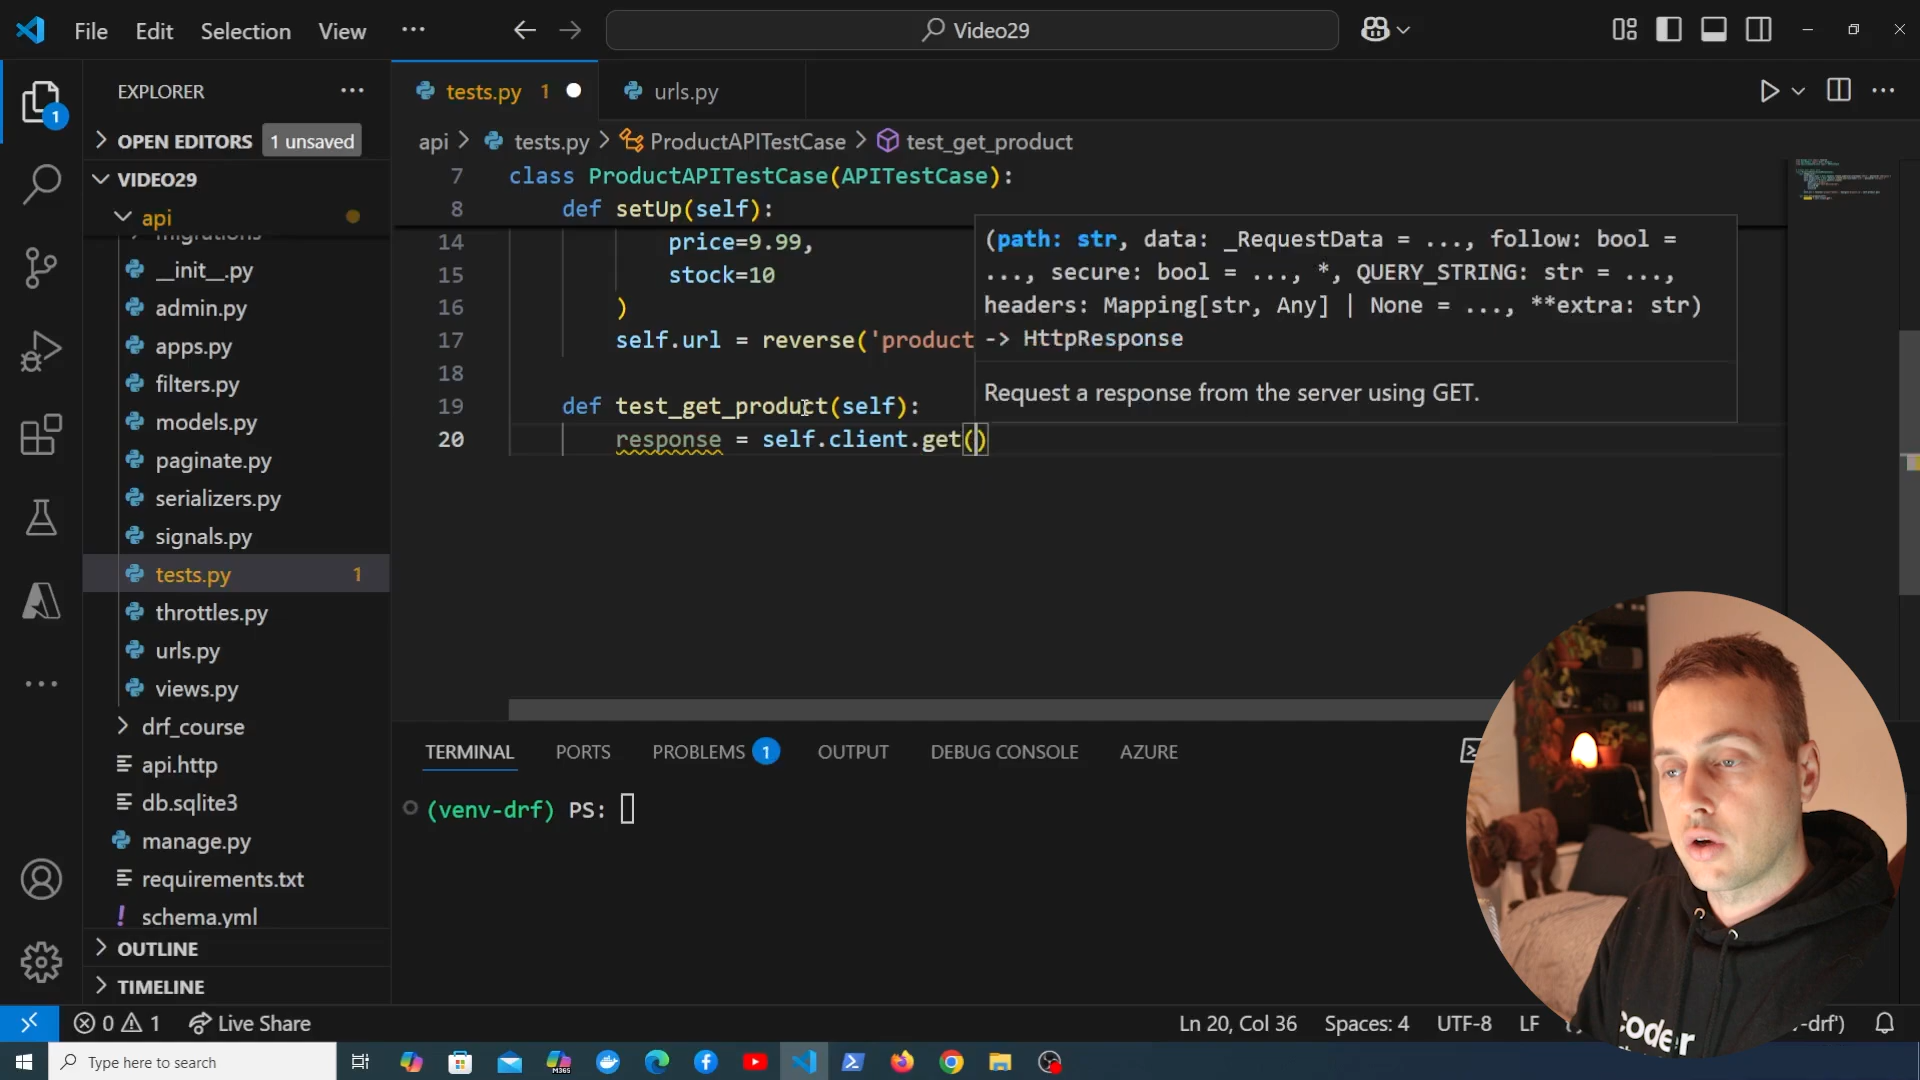 File Edit Selection View ···
Video29
EXPLORER
OPEN EDITORS 1 unsaved
VIDEO29
api
migrations
__init__.py
admin.py
apps.py
filters.py
models.py
paginate.py
serializers.py
signals.py
tests.py 1
throttles.py
urls.py
views.py
drf_course
api.http
db.sqlite3
manage.py
requirements.txt
schema.yml
OUTLINE
TIMELINE
1
tests.py 1
urls.py
api > tests.py > ProductAPITestCase > test_get_product
7 class ProductAPITestCase(APITestCase):
8 def setUp(self):
14 price=9.99,
15 stock=10
16 )
17 self.url = reverse('product
18
19 def test_get_product(self):
20 response = self.client.get()
(path: str, data: _RequestData = ..., follow: bool =
..., secure: bool = ..., *, QUERY_STRING: str = ...,
headers: Mapping[str, Any] | None = ..., **extra: str)
-> HttpResponse
Request a response from the server using GET.
TERMINAL PORTS PROBLEMS 1 OUTPUT DEBUG CONSOLE AZURE
(venv-drf) PS:
coder
0 1 Live Share
Ln 20, Col 36 Spaces: 4 UTF-8 LF -drf')
Type here to search
M365